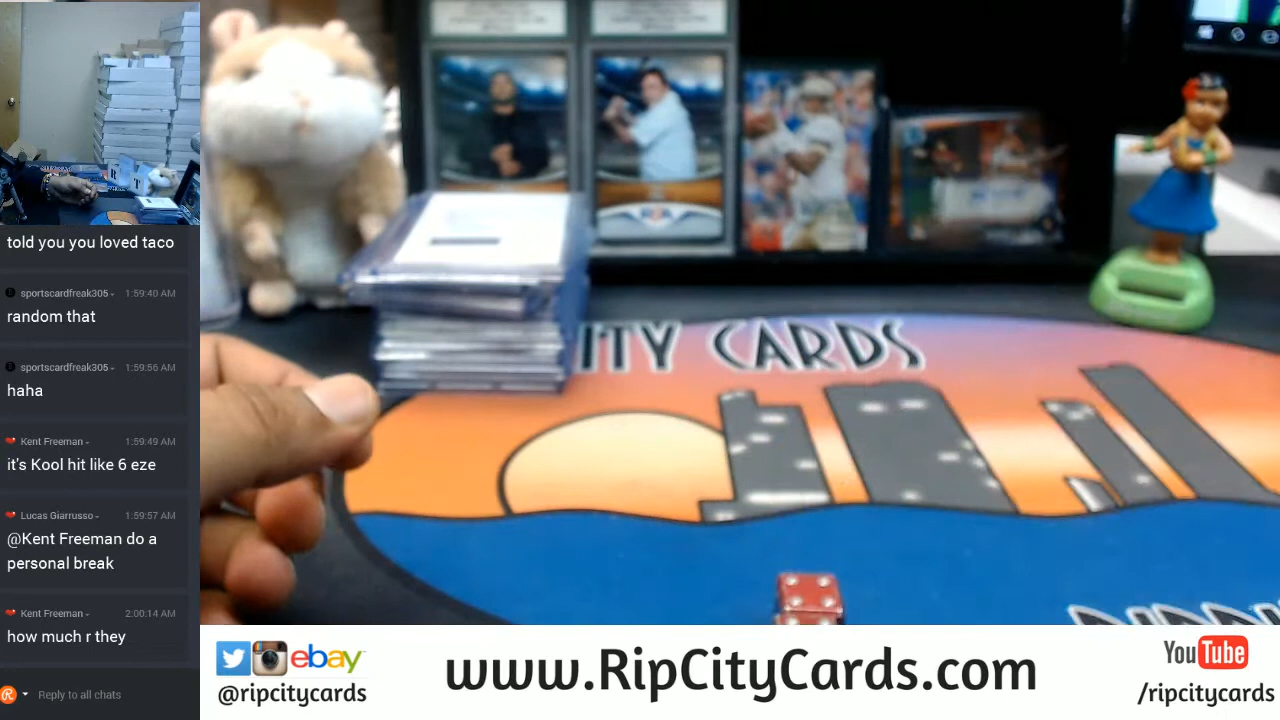 told you you loved taco
sportscardfreak305 1:59:40 AM
random that
sportscardfreak305 1:59:56 AM
haha
Kent Freeman 1:59:49 AM
it's Kool hit like 6 eze
Lucas Giarrusso 1:59:57 AM
@Kent Freeman do a
personal break
Kent Freeman 2:00:14 AM
how much r they
Reply to all chats
CITY CARDS
ebay
@ripcitycards
www.RipCityCards.com
YouTube
/ripcitycards